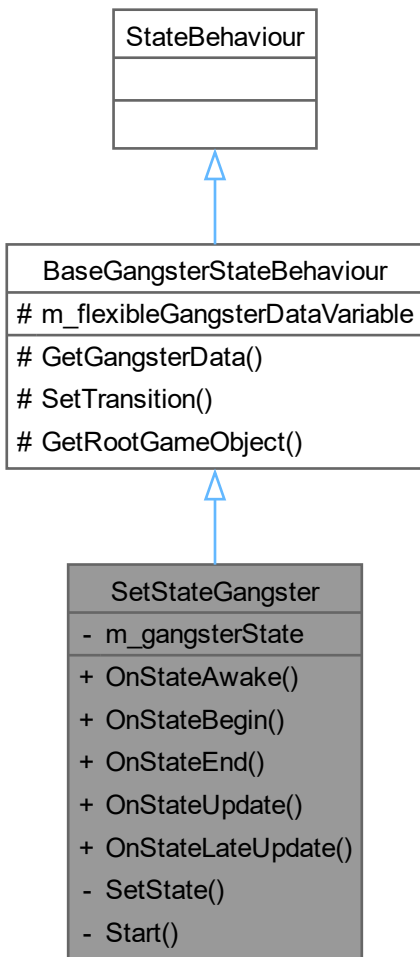 StateBehaviour
BaseGangsterStateBehaviour
# m_flexibleGangsterDataVariable
# GetGangsterData()
# SetTransition()
# GetRootGameObject()
SetStateGangster
- m_gangsterState
+ OnStateAwake()
+ OnStateBegin()
+ OnStateEnd()
+ OnStateUpdate()
+ OnStateLateUpdate()
- SetState()
- Start()